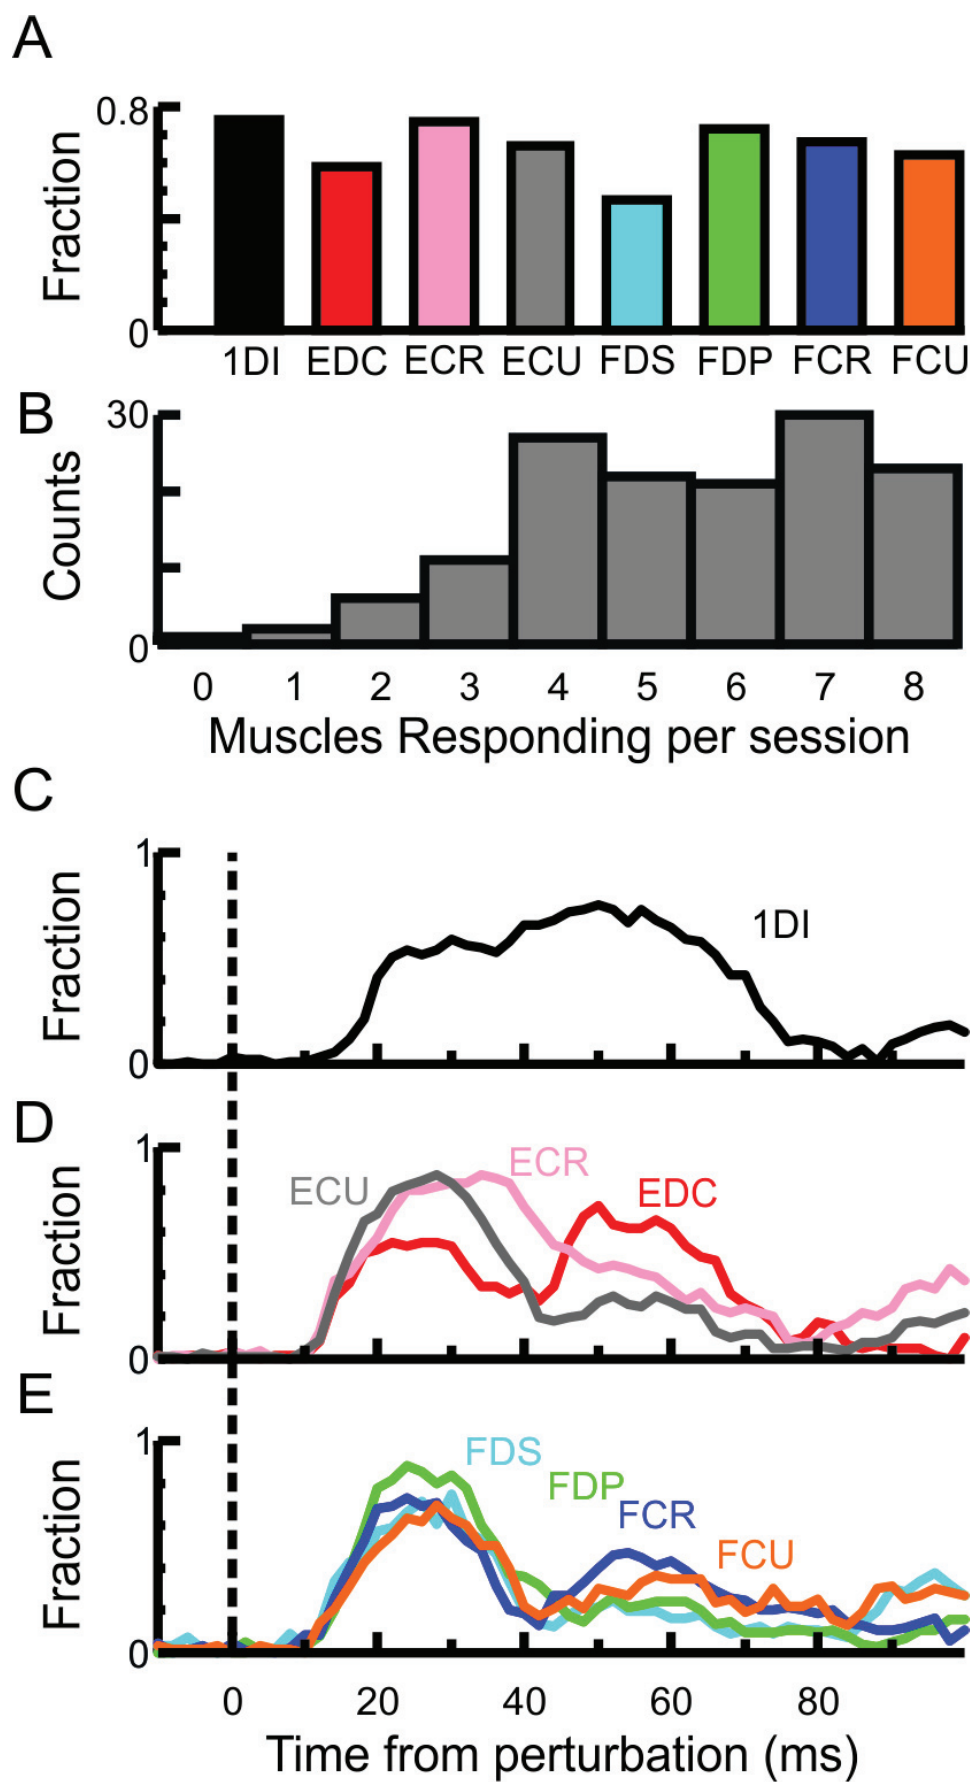 A
0.8
Fraction
0
1DI EDC ECR ECU FDS FDP FCR FCU
B
30
Counts
0
0 1 2 3 4 5 6 7 8
Muscles Responding per session
C
1
Fraction
1DI
0
D
1
Fraction
ECU
ECR
EDC
0
E
1
Fraction
FDS
FDP
FCR
FCU
0
0 20 40 60 80
Time from perturbation (ms)